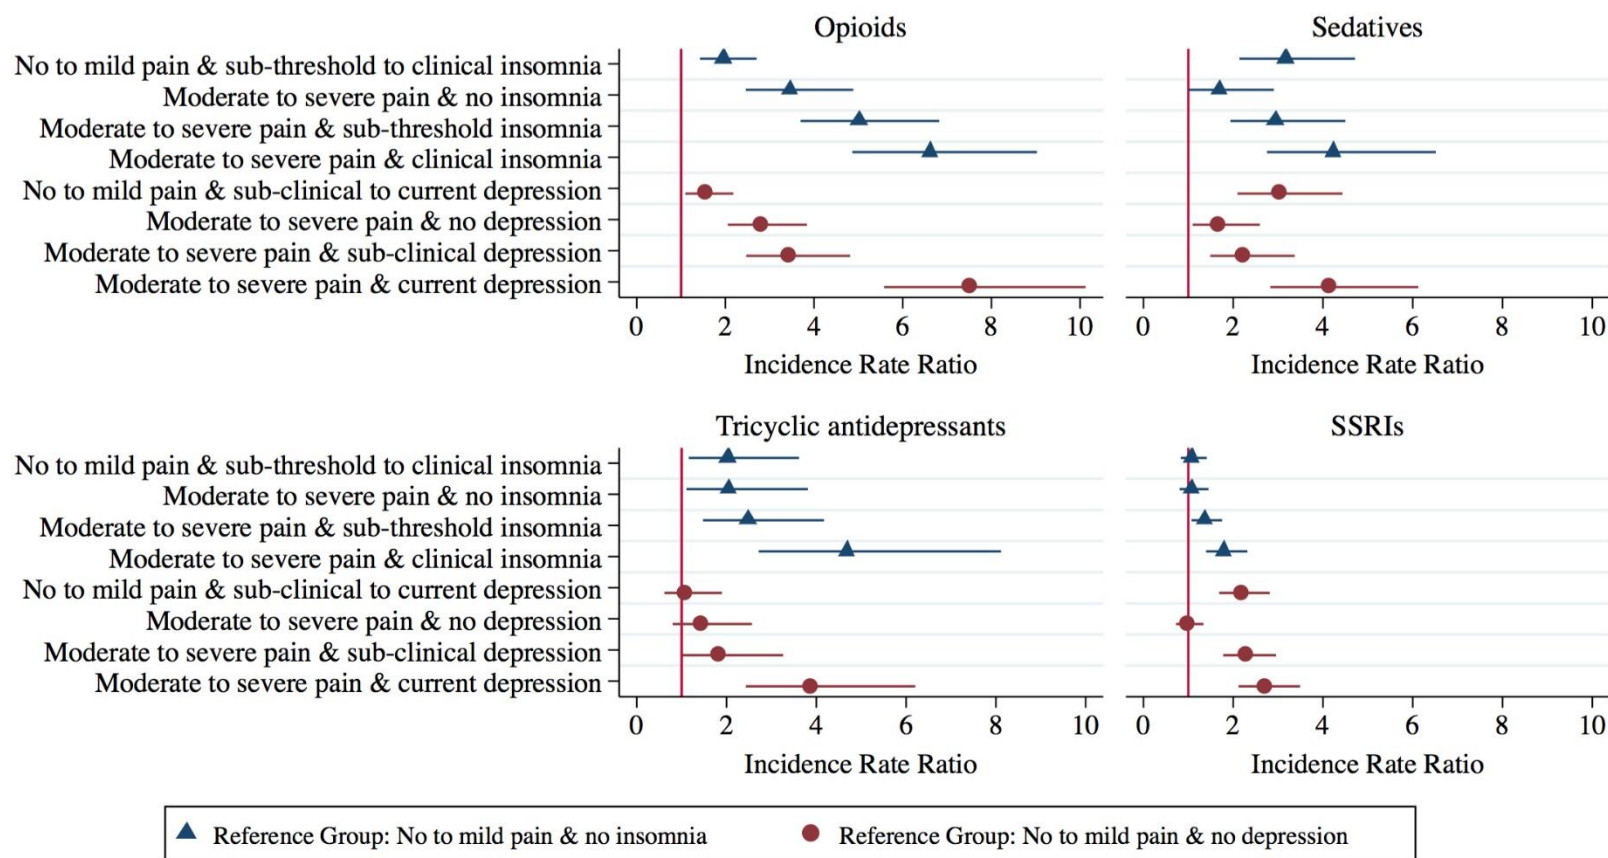 Opioids
Sedatives
No to mild pain & sub-threshold to clinical insomnia
Moderate to severe pain & no insomnia
Moderate to severe pain & sub-threshold insomnia
Moderate to severe pain & clinical insomnia
No to mild pain & sub-clinical to current depression
Moderate to severe pain & no depression
Moderate to severe pain & sub-clinical depression
Moderate to severe pain & current depression
0 2 4 6 8 10 0 2 4 6 8 10
Incidence Rate Ratio Incidence Rate Ratio
Tricyclic antidepressants
SSRIs
No to mild pain & sub-threshold to clinical insomnia
Moderate to severe pain & no insomnia
Moderate to severe pain & sub-threshold insomnia
Moderate to severe pain & clinical insomnia
No to mild pain & sub-clinical to current depression
Moderate to severe pain & no depression
Moderate to severe pain & sub-clinical depression
Moderate to severe pain & current depression
0 2 4 6 8 10 0 2 4 6 8 10
Incidence Rate Ratio Incidence Rate Ratio
Reference Group: No to mild pain & no insomnia
Reference Group: No to mild pain & no depression